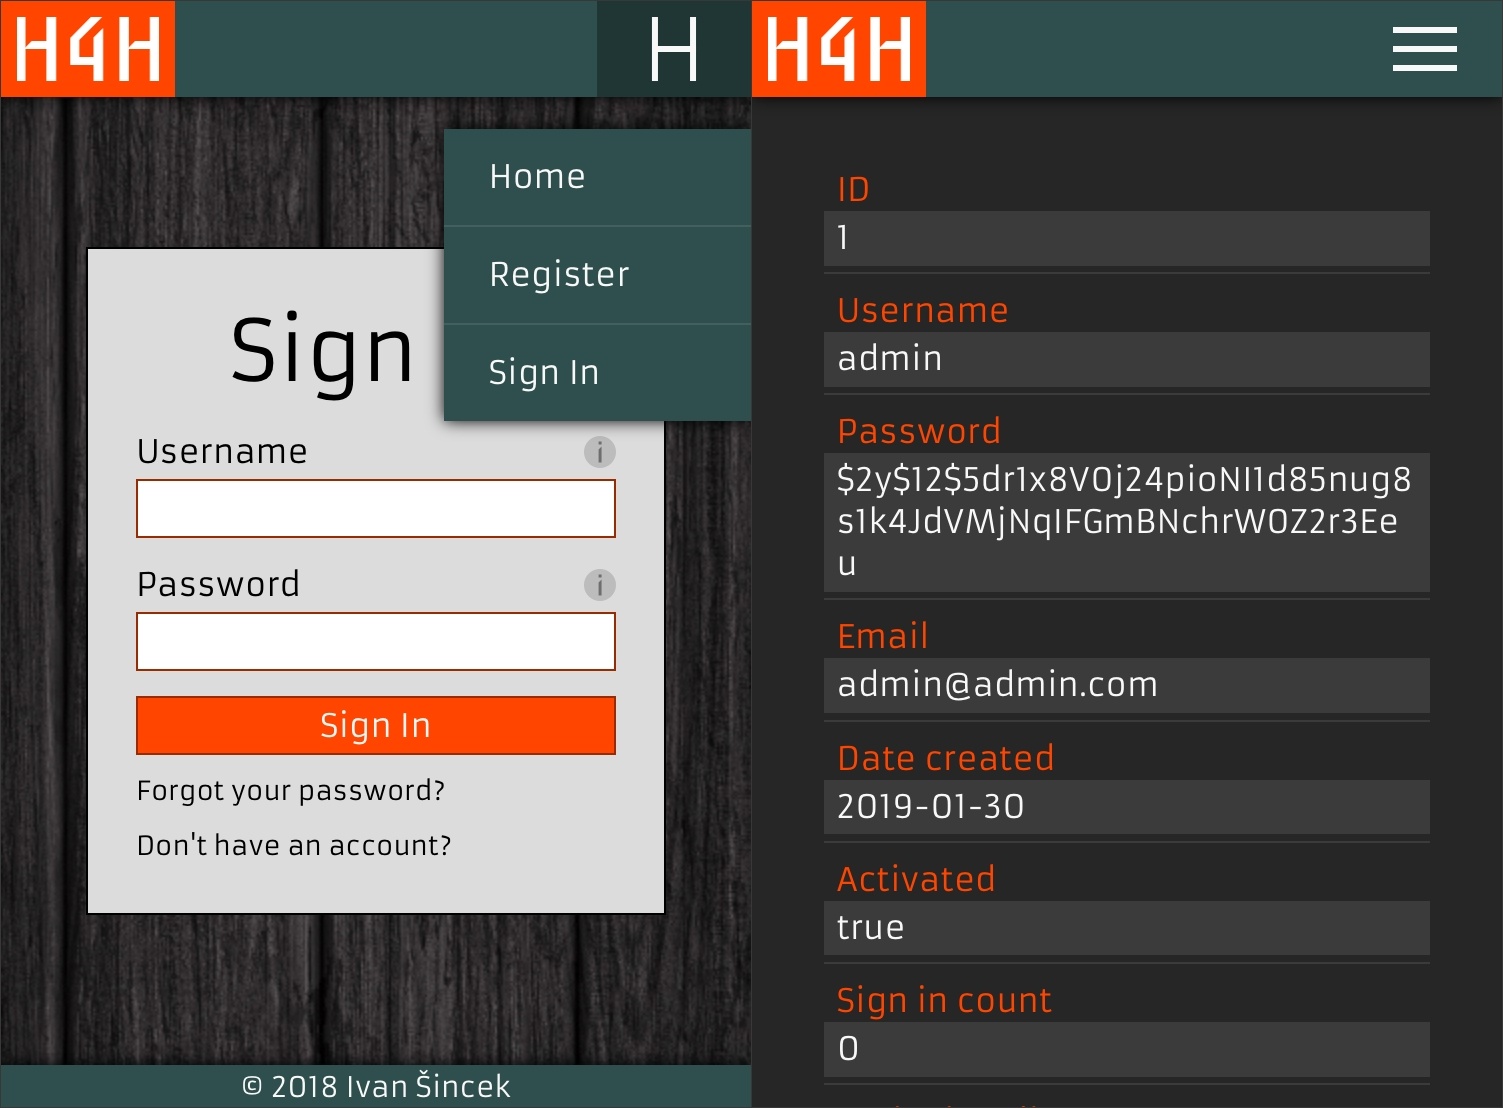 H4H
H
Home
Register
Sign In
Sign
Username
i
Password
i
Sign In
Forgot your password?
Don't have an account?
© 2018 Ivan Šincek
H4H
ID
1
Username
admin
Password
$2y$12$5dr1x8V0j24pioNI1d85nug8
s1k4JdVMjNqIFGmBNchrW0Z2r3Ee
u
Email
admin@admin.com
Date created
2019-01-30
Activated
true
Sign in count
0